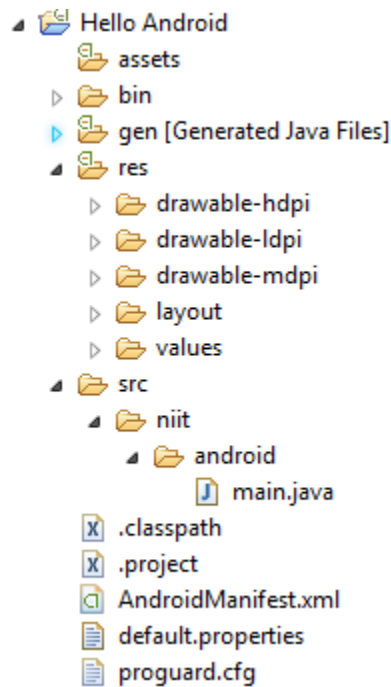 Hello Android
assets
bin
gen [Generated Java Files]
res
drawable-hdpi
drawable-ldpi
drawable-mdpi
layout
values
src
niit
android
main.java
.classpath
.project
AndroidManifest.xml
default.properties
proguard.cfg